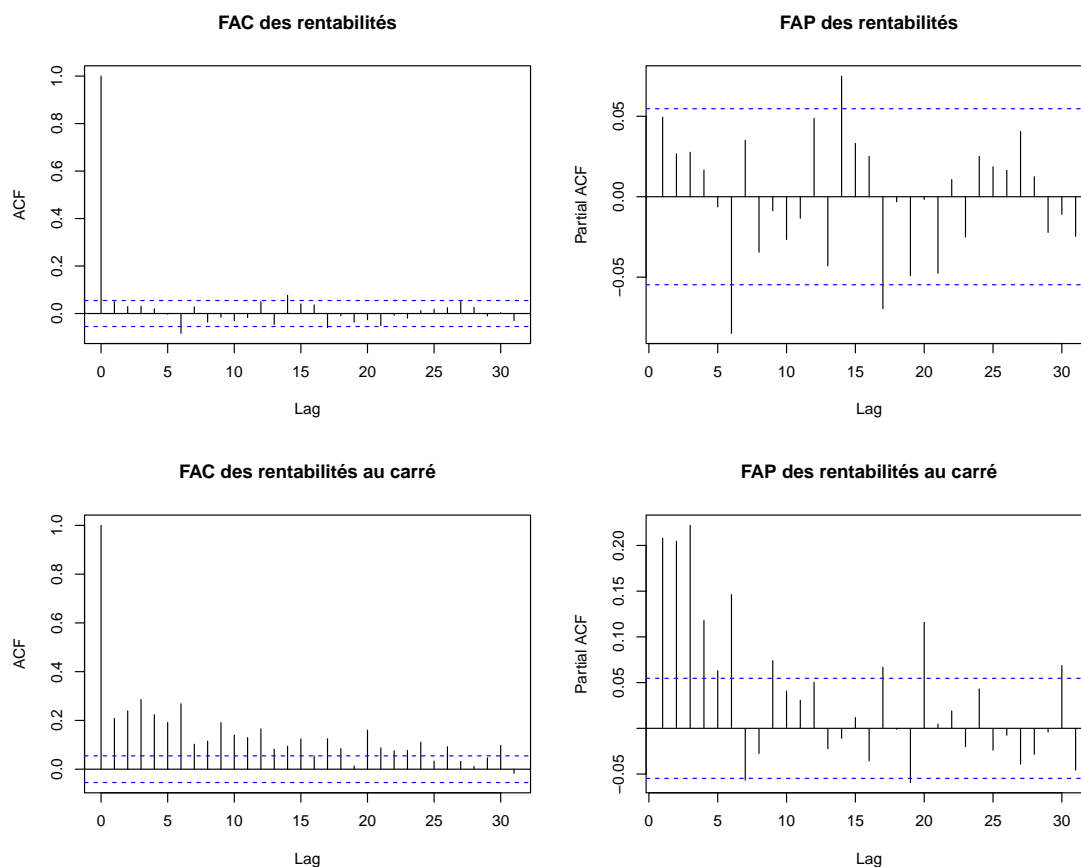 FAC des rentabilités
ACF
0.0 0.2 0.4 0.6 0.8 1.0
0 5 10 15 20 25 30
Lag
FAP des rentabilités
Partial ACF
−0.05 0.00 0.05
0 5 10 15 20 25 30
Lag
FAC des rentabilités au carré
ACF
0.0 0.2 0.4 0.6 0.8 1.0
0 5 10 15 20 25 30
Lag
FAP des rentabilités au carré
Partial ACF
−0.05 0.05 0.10 0.15 0.20
0 5 10 15 20 25 30
Lag